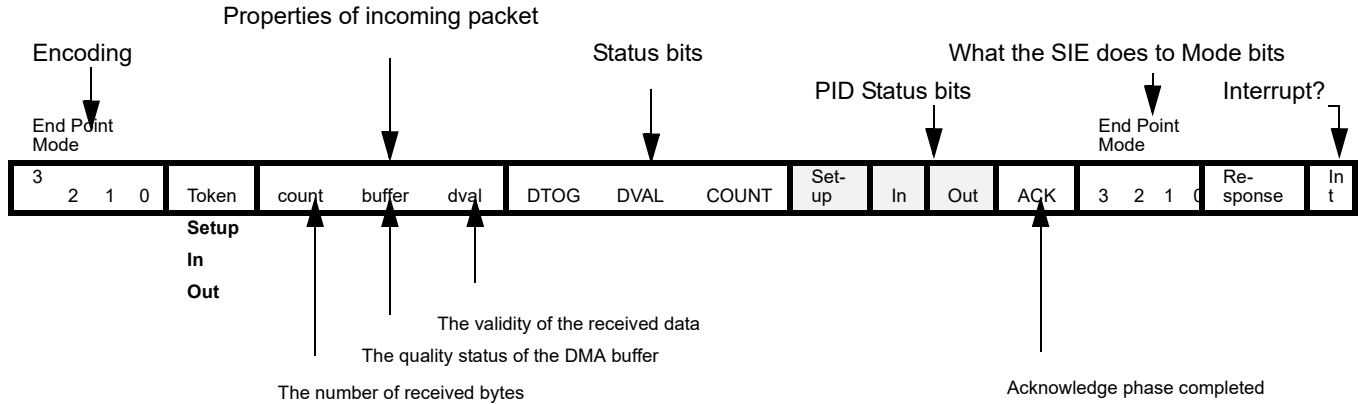 Properties of incoming packet
Encoding
Status bits
What the SIE does to Mode bits
PID Status bits
Interrupt?
End Point
Mode
End Point
Mode
3
2 1 0
Token
count buffer dval
DTOG DVAL COUNT
Set-
up
In
Out
ACK
3 2 1 0
Re-
sponse
In
t
Setup
In
Out
The validity of the received data
The quality status of the DMA buffer
The number of received bytes
Acknowledge phase completed